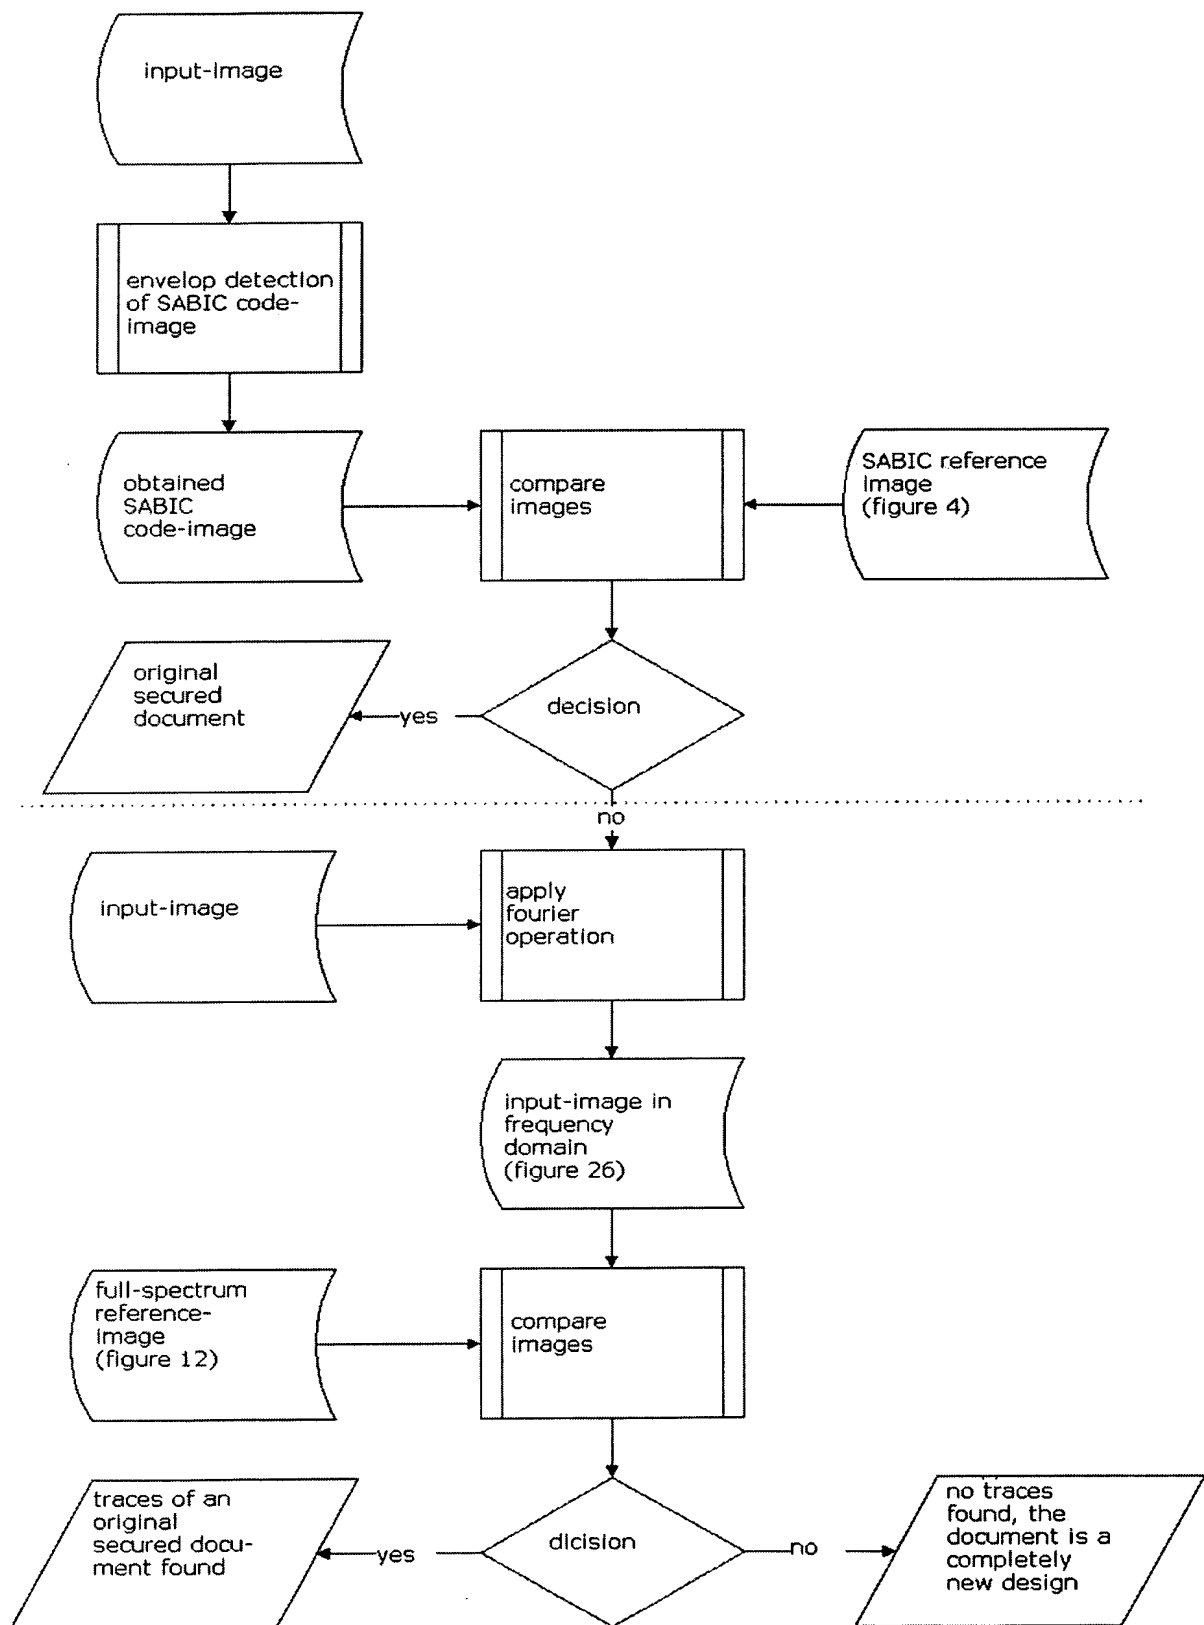 input-image
envelop detection
of SABIC code-
image
obtained
SABIC
code-image
compare
images
SABIC reference
image
(figure 4)
original
secured
document
yes
decision
no
input-image
apply
fourier
operation
input-image in
frequency
domain
(figure 26)
full-spectrum
reference-
image
(figure 12)
compare
images
traces of an
original
secured docu-
ment found
yes
dicision
no
no traces
found, the
document is a
completely
new design